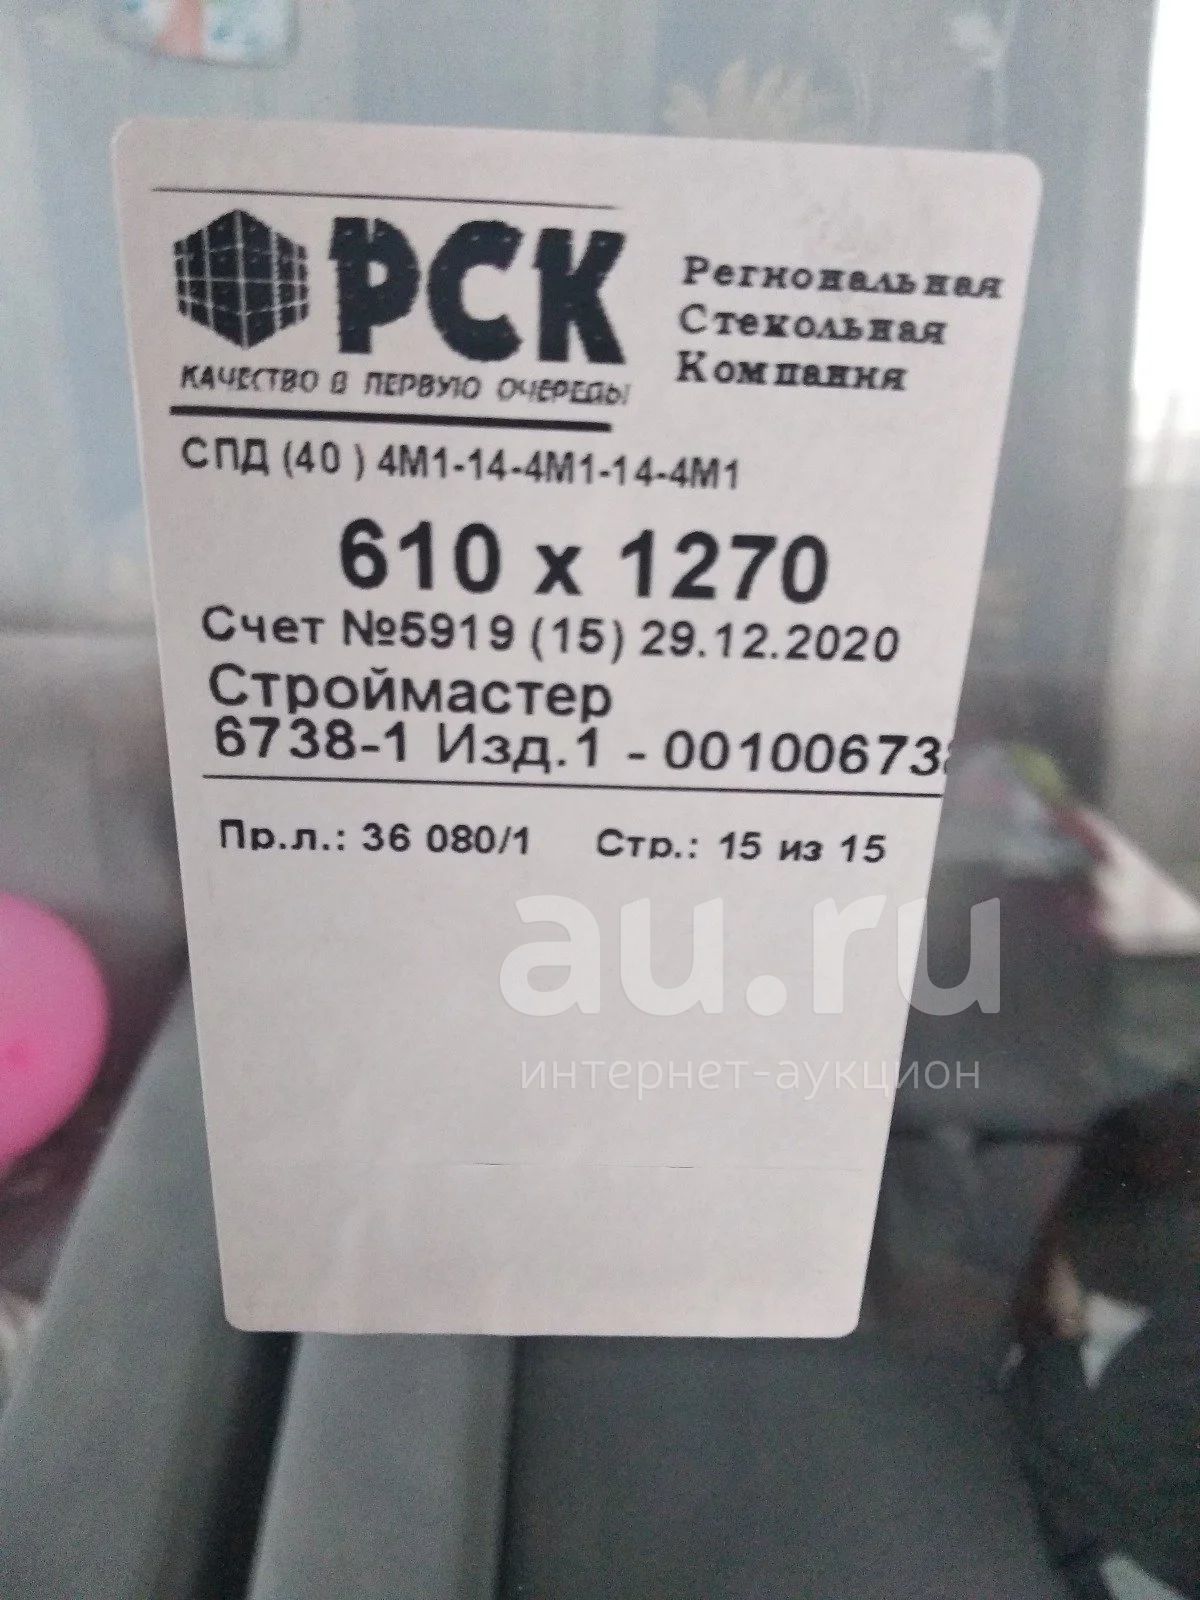 РСК
КАЧЕСТВО В ПЕРВУЮ ОЧЕРЕДЬ!
Региональная
Стекольная
Компания
СПД (40 ) 4М1-14-4М1-14-4М1
610 x 1270
Счет №5919 (15) 29.12.2020
Строймастер
6738-1 Изд.1 - 00100673
Пр.л.: 36 080/1 Стр.: 15 из 15
au.ru
интернет-аукцион